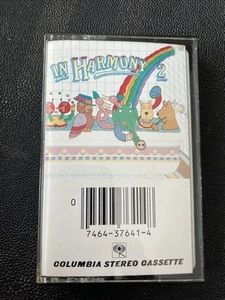 IN HARMONY 2
0
7464-37641-4
COLUMBIA STEREO CASSETTE